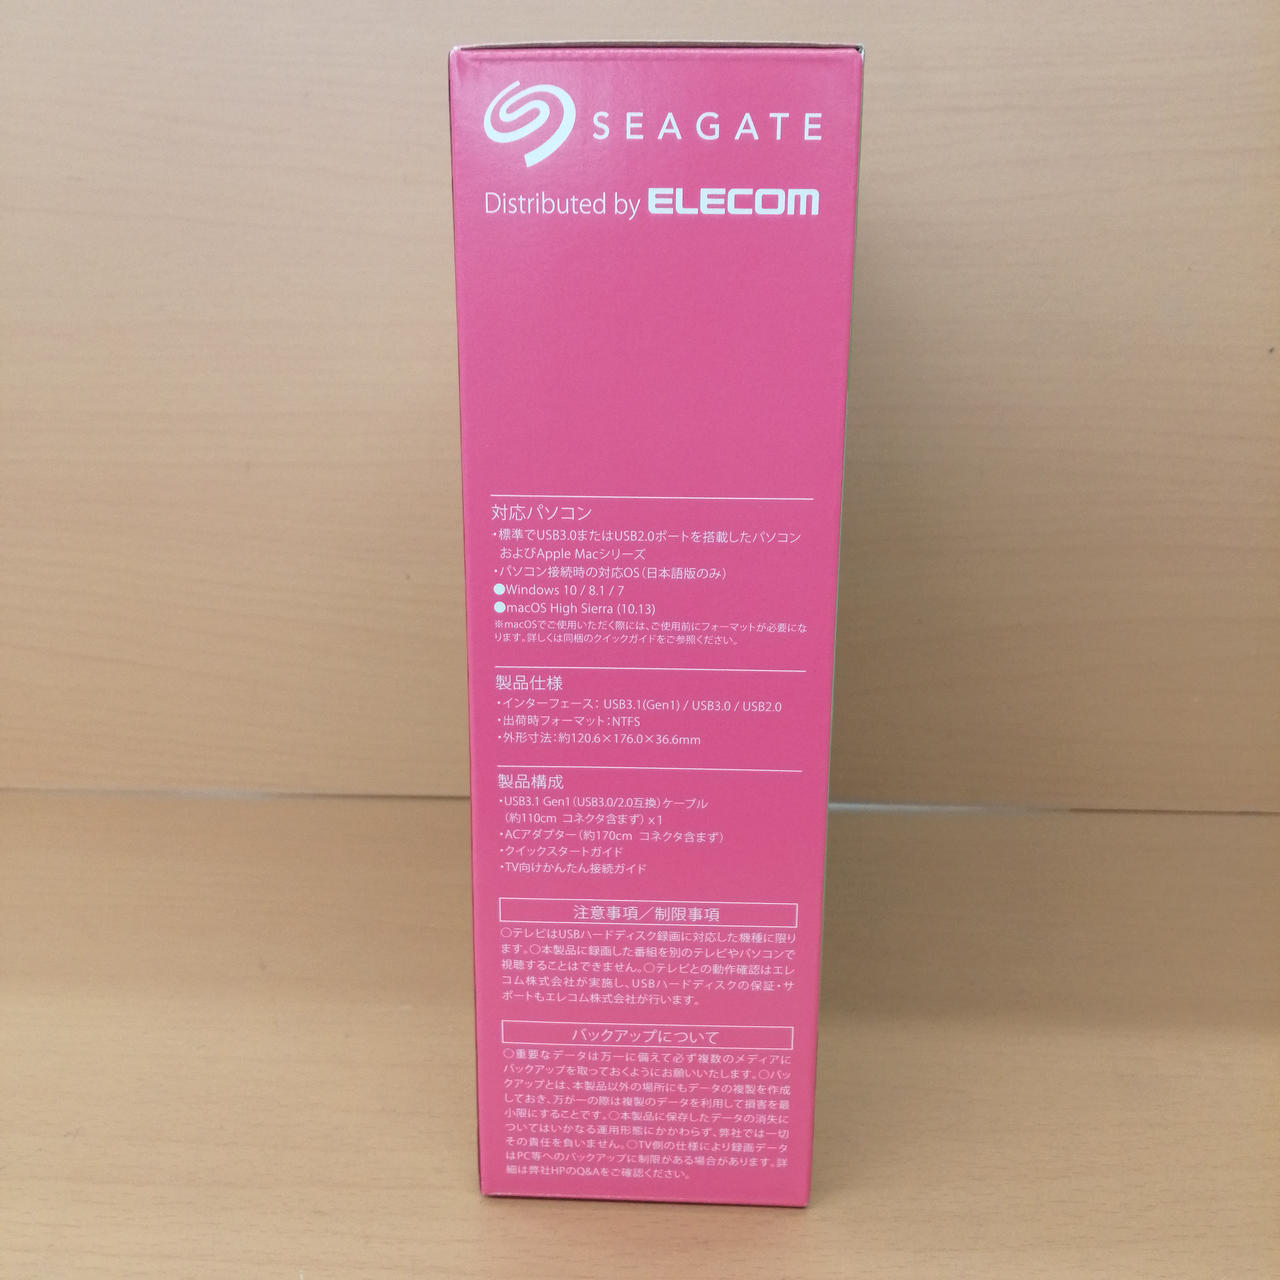 SEAGATE
Distributed by ELECOM
対応パソコン
・標準でUSB3.0またはUSB2.0ポートを搭載したパソコン
およびApple Macシリーズ
・パソコン接続時の対応OS（日本語版のみ）
●Windows 10 / 8.1 / 7
●macOS High Sierra (10.13)
※macOSでご使用いただく際には、ご使用前にフォーマットが必要にな
ります。詳しくは同梱のクイックガイドをご参照ください。
製品仕様
・インターフェース： USB3.1(Gen1) / USB3.0 / USB2.0
・出荷時フォーマット：NTFS
・外形寸法：約120.6×176.0×36.6mm
製品構成
・USB3.1 Gen1（USB3.0/2.0互換）ケーブル
（約110cm コネクタ含まず）x1
・ACアダプター（約170cm コネクタ含まず）
・クイックスタートガイド
・TV向けかんたん接続ガイド
注意事項／制限事項
○テレビはUSBハードディスク録画に対応した機種に限り
ます。○本製品に録画した番組を別のテレビやパソコンで
視聴することはできません。○テレビとの動作確認はエレ
コム株式会社が実施し、USBハードディスクの保証・サ
ポートもエレコム株式会社が行います。
バックアップについて
○重要なデータは万一に備えて必ず複数のメディアに
バックアップを取っておくようにお願いいたします。○バッ
クアップとは、本製品以外の場所にもデータの複製を作成
しておき、万が一の際は複製のデータを利用して損害を最
小限にすることです。○本製品に保存したデータの消失に
ついてはいかなる運用形態にかかわらず、弊社では一切
その責任を負いません。○TV側の仕様により録画データ
はPC等へのバックアップに制限がある場合があります。詳
細は弊社HPのQ&Aをご確認ください。